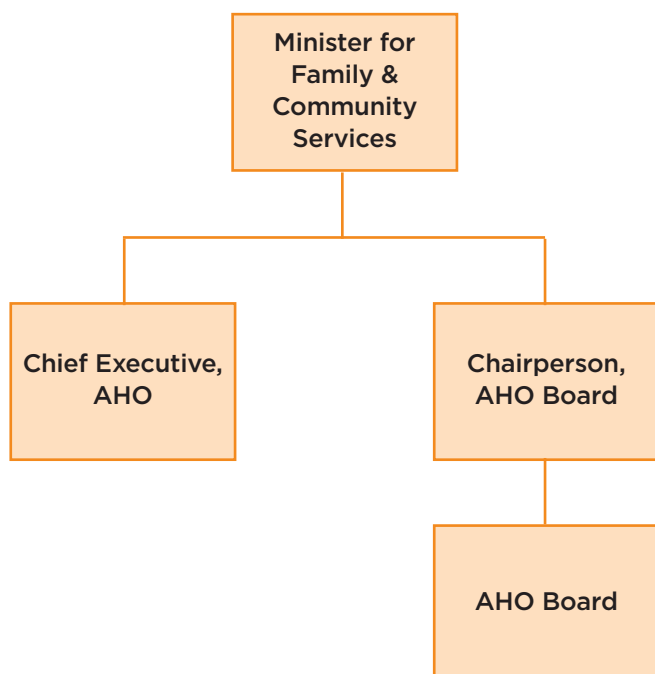 Minister for
Family &
Community
Services
Chief Executive,
AHO
Chairperson,
AHO Board
AHO Board